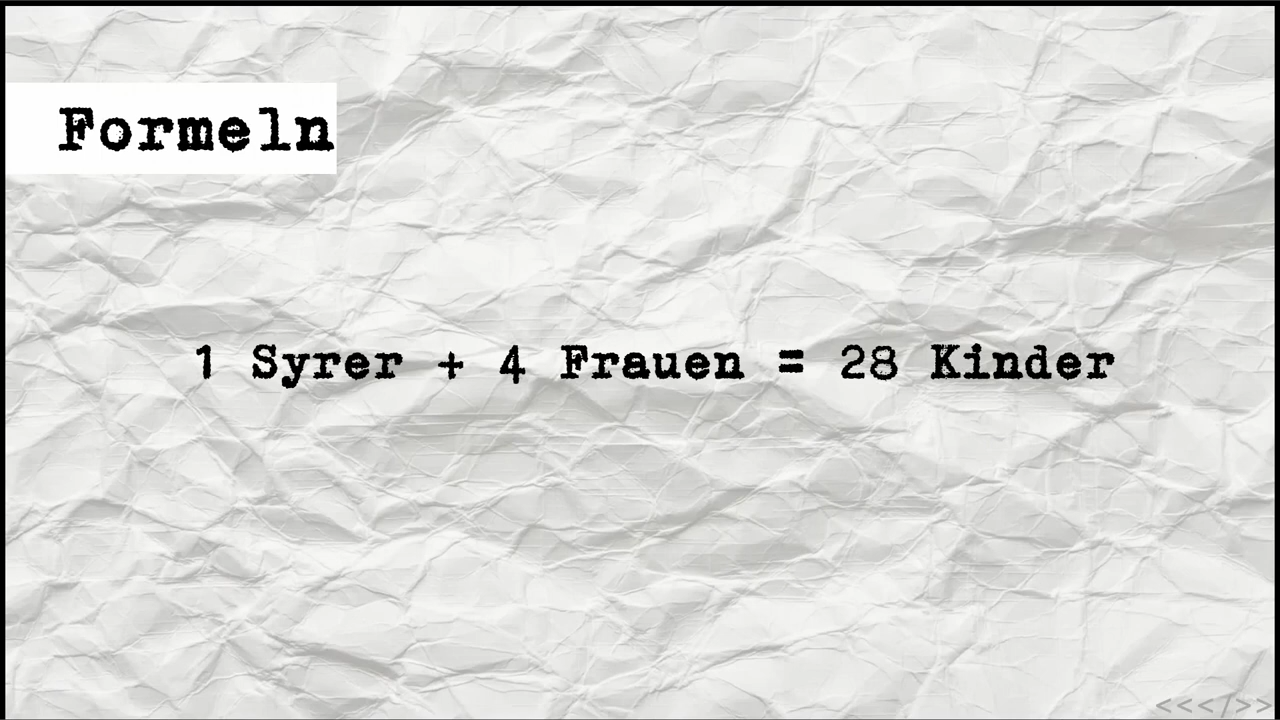 Formeln
1 Syrer + 4 Frauen = 28 Kinder
<<</>>